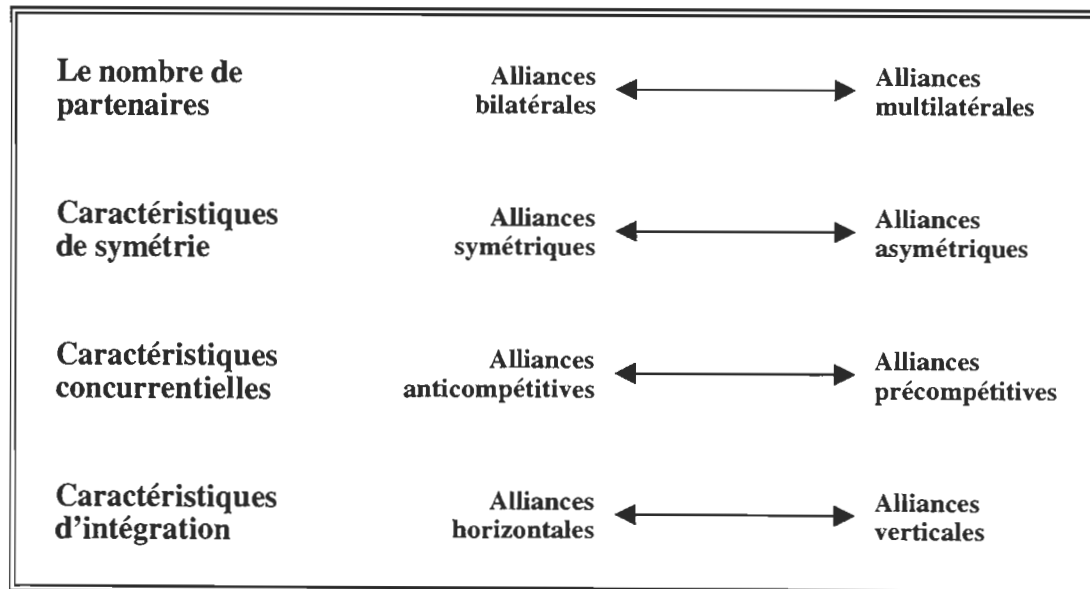 Le nombre de
partenaires
Alliances
bilatérales
Alliances
multilatérales
Caractéristiques
de symétrie
Alliances
symétriques
Alliances
asymétriques
Caractéristiques
concurrentielles
Alliances
anticompétitives
Alliances
précompétitives
Caractéristiques
d'intégration
Alliances
horizontales
Alliances
verticales